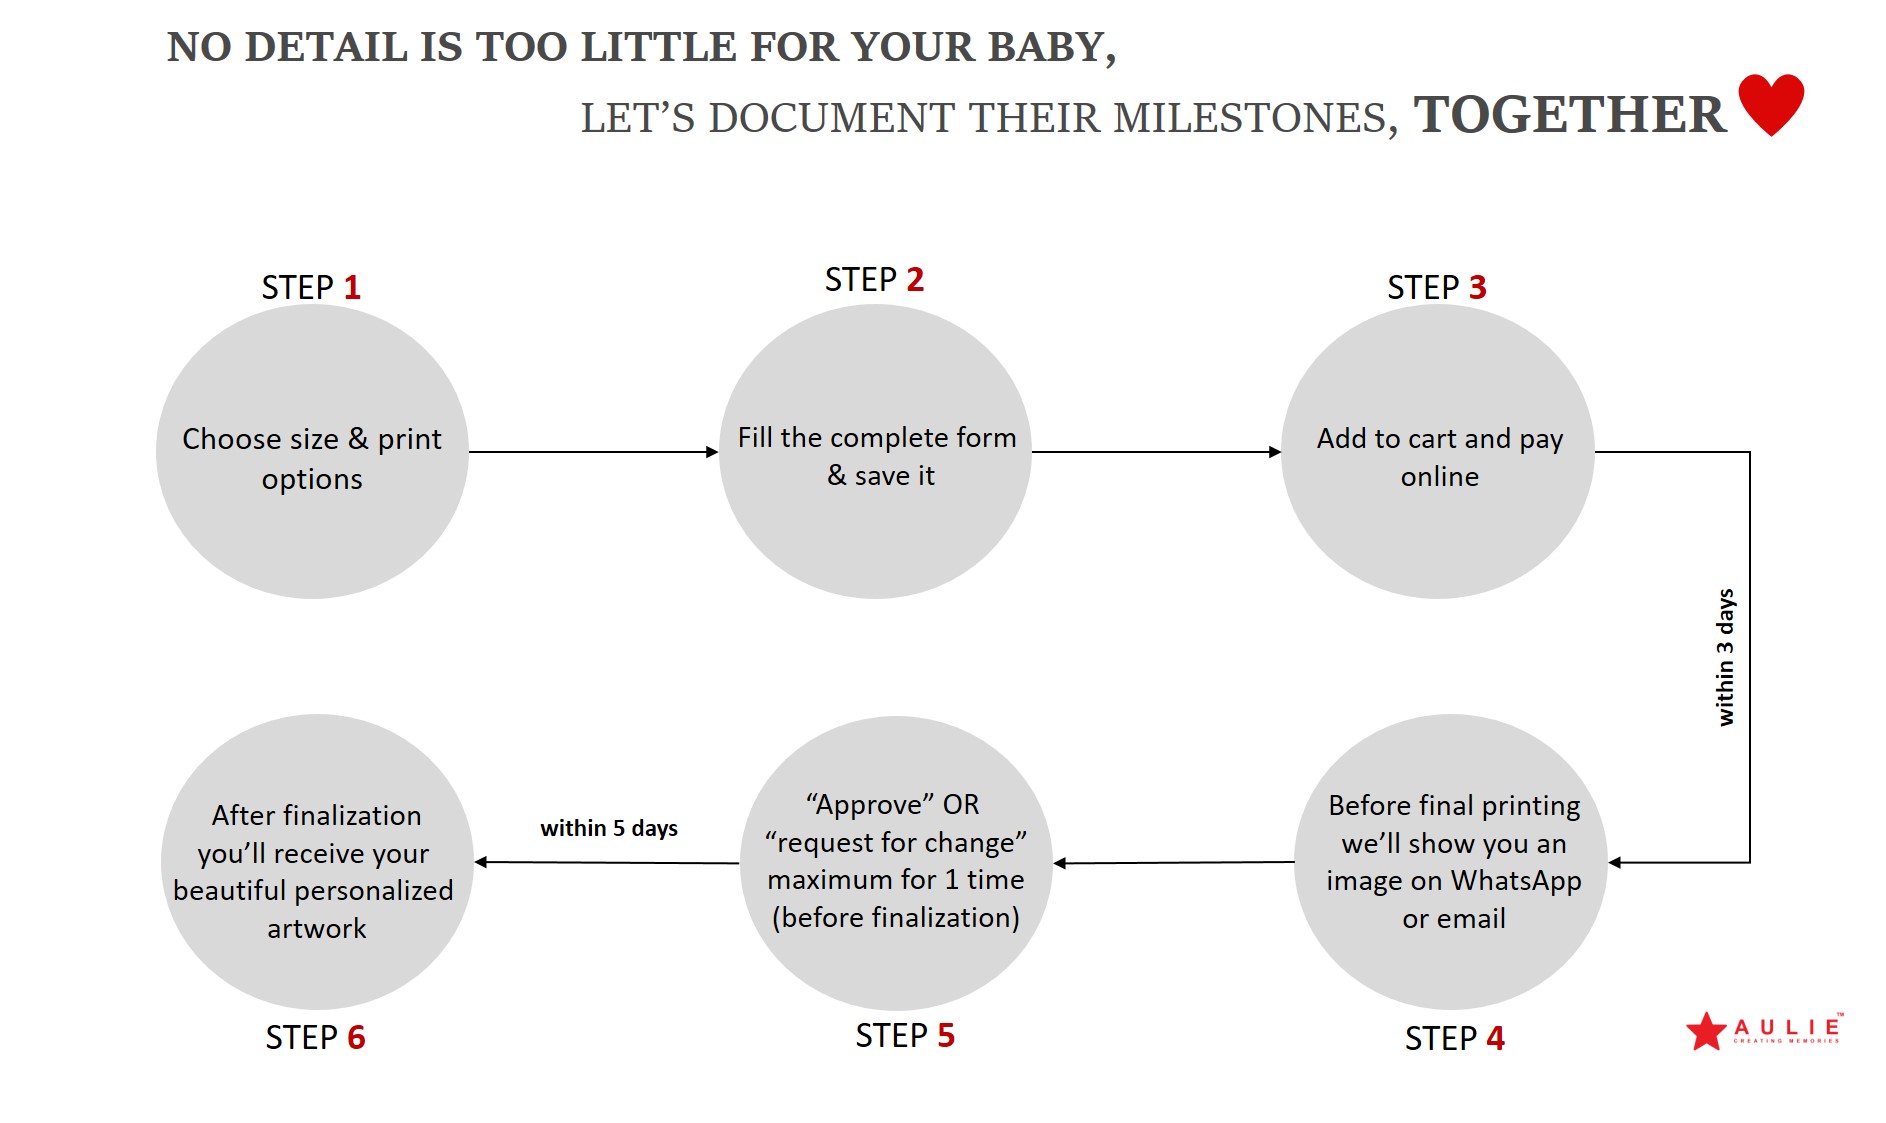 NO DETAIL IS TOO LITTLE FOR YOUR BABY,
LET’S DOCUMENT THEIR MILESTONES, TOGETHER
STEP 1
Choose size & print
options
STEP 2
Fill the complete form
& save it
STEP 3
Add to cart and pay
online
within 3 days
Before final printing
we’ll show you an
image on WhatsApp
or email
STEP 4
“Approve” OR
“request for change”
maximum for 1 time
(before finalization)
STEP 5
within 5 days
After finalization
you’ll receive your
beautiful personalized
artwork
STEP 6
AULIE™
CREATING MEMORIES